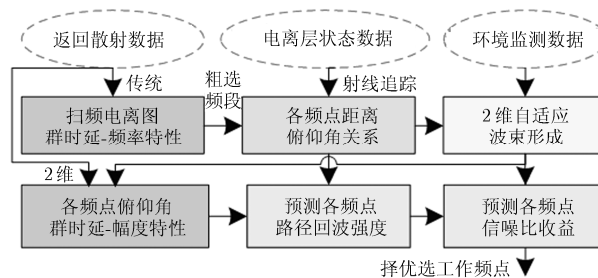 返回散射数据
电离层状态数据
环境监测数据
传统
粗选
频段
射线追踪
扫频电离图
群时延-频率特性
各频点距离
俯仰角关系
2维自适应
波束形成
2维
各频点俯仰角
群时延-幅度特性
预测各频点
路径回波强度
预测各频点
信噪比收益
择优选工作频点